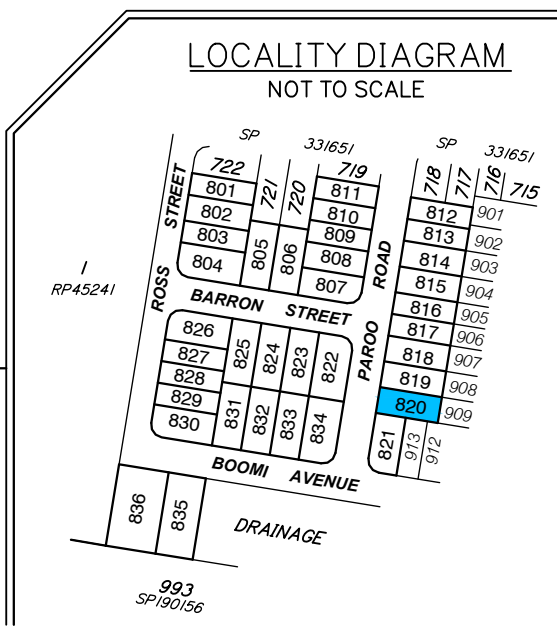 LOCALITY DIAGRAM
NOT TO SCALE
SP 331651
SP 331651
722 721 720 719
718 717 716 715
801 811
802 810
803 809
804 805 806 808
807
812 901
813 902
814 903
815 904
816 905
817 906
818 907
819 908
820 909
821 913 912
ROSS STREET
PAROO ROAD
BARRON STREET
1
RP45241
826 825 824 823 822
827
828
829
830 831 832 833 834
BOOMI AVENUE
836 835
DRAINAGE
993
SP190156